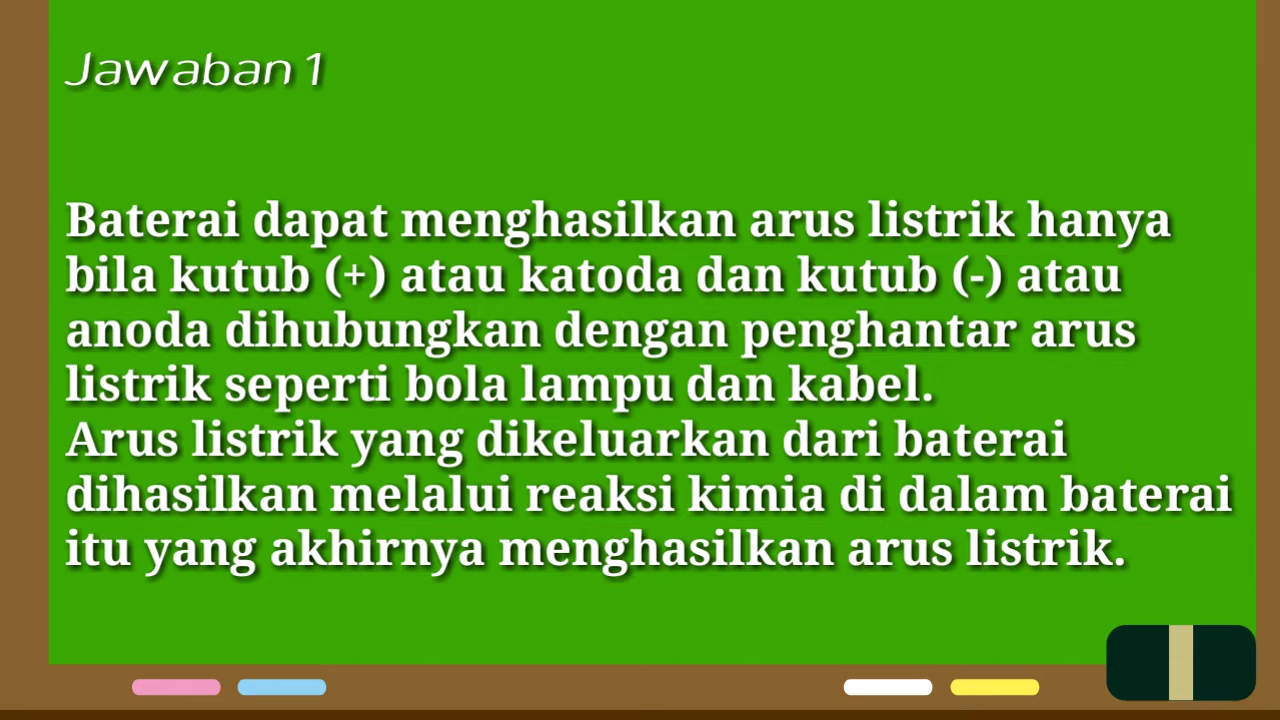 Jawaban 1
Baterai dapat menghasilkan arus listrik hanya
bila kutub (+) atau katoda dan kutub (-) atau
anoda dihubungkan dengan penghantar arus
listrik seperti bola lampu dan kabel.
Arus listrik yang dikeluarkan dari baterai
dihasilkan melalui reaksi kimia di dalam baterai
itu yang akhirnya menghasilkan arus listrik.